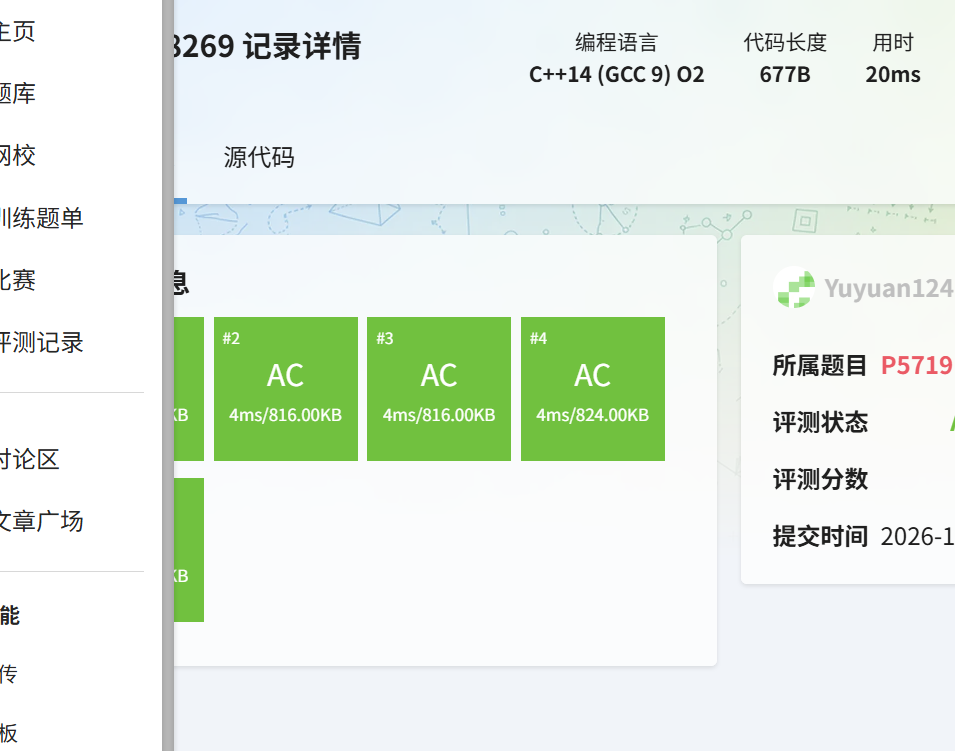 主页
题库
网校
训练题单
比赛
评测记录
讨论区
文章广场
能
传
板
8269 记录详情
编程语言
C++14 (GCC 9) O2
代码长度
677B
用时
20ms
源代码
息
KB
#2
AC
4ms/816.00KB
#3
AC
4ms/816.00KB
#4
AC
4ms/824.00KB
KB
Yuyuan124
所属题目 P5719
评测状态
评测分数
提交时间 2026-1